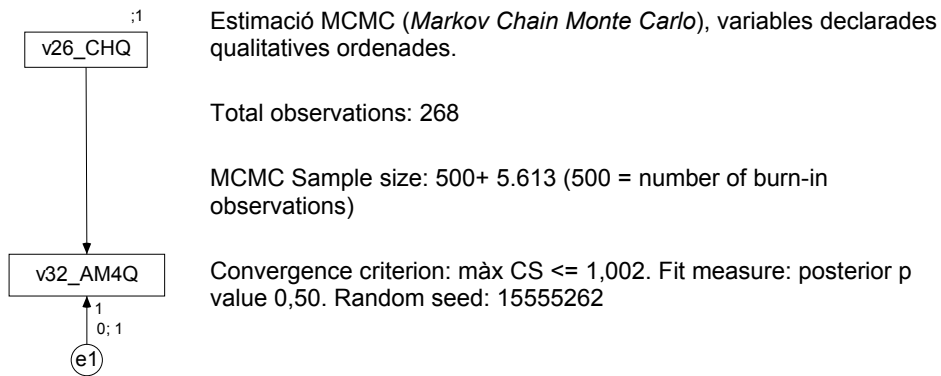 ;1
v26_CHQ
v32_AM4Q
1
0; 1
e1
Estimació MCMC (Markov Chain Monte Carlo), variables declarades
qualitatives ordenades.
Total observations: 268
MCMC Sample size: 500+ 5.613 (500 = number of burn-in
observations)
Convergence criterion: màx CS <= 1,002. Fit measure: posterior p
value 0,50. Random seed: 15555262